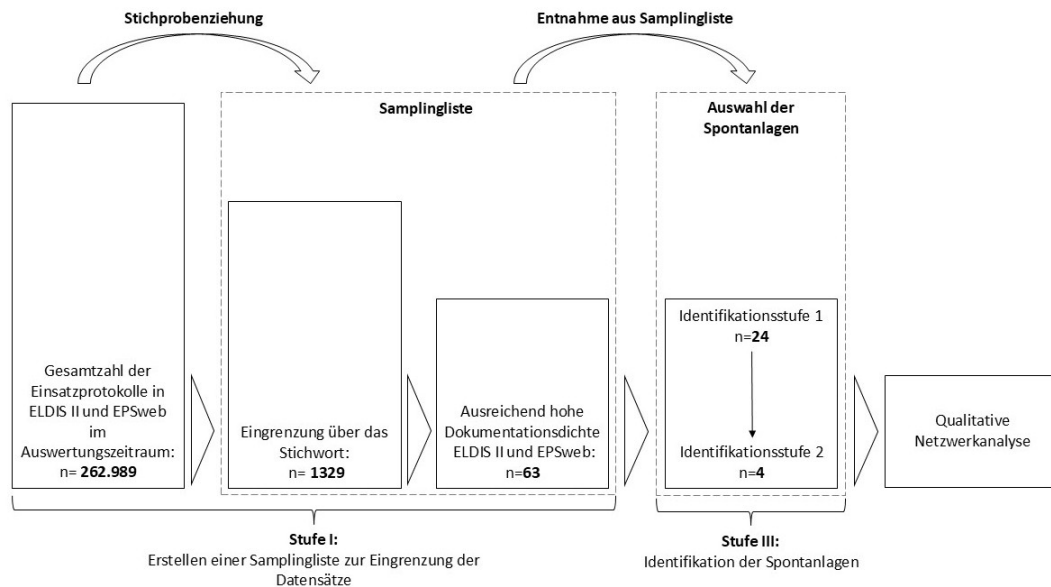 Stichprobenziehung
Entnahme aus Samplingliste
Samplingliste
Auswahl der
Spontanlagen
Gesamtzahl der
Einsatzprotokolle in
ELDIS II und EPSweb
im
Auswertungszeitraum:
n= 262.989
Eingrenzung über das
Stichwort:
n= 1329
Ausreichend hohe
Dokumentationsdichte
ELDIS II und EPSweb:
n=63
Identifikationsstufe 1
n=24
Identifikationsstufe 2
n=4
Qualitative
Netzwerkanalyse
Stufe I:
Erstellen einer Samplingliste zur Eingrenzung der
Datensätze
Stufe III:
Identifikation der Spontanlagen